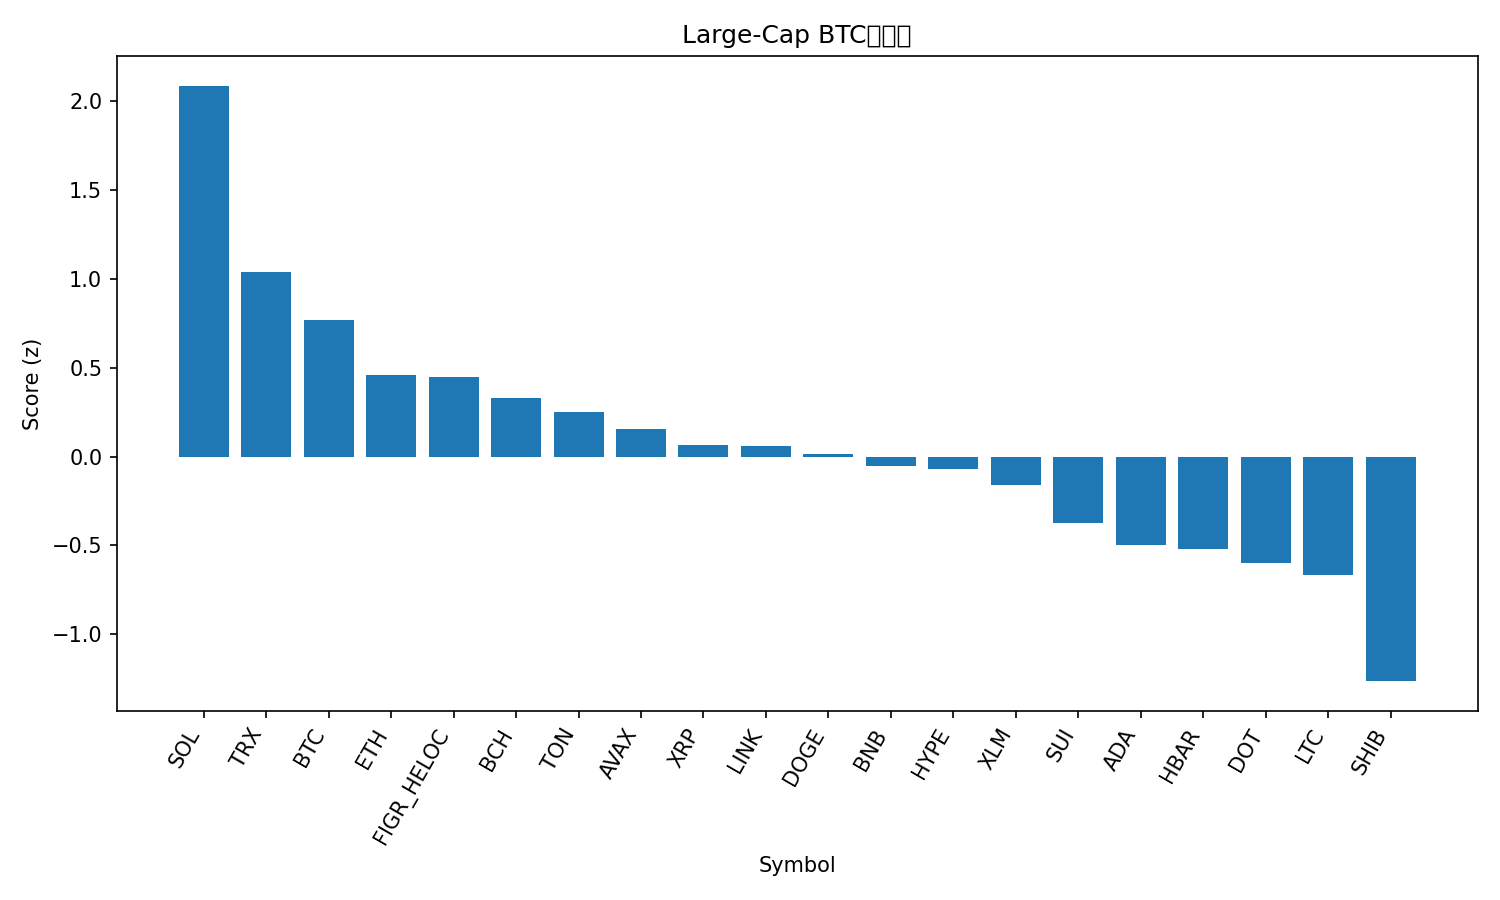 Large-Cap BTC
Score (z)
2.0
1.5
1.0
0.5
0.0
−0.5
−1.0
SOL
TRX
BTC
ETH
FIGR_HELOC
BCH
TON
AVAX
XRP
LINK
DOGE
BNB
HYPE
XLM
SUI
ADA
HBAR
DOT
LTC
SHIB
Symbol